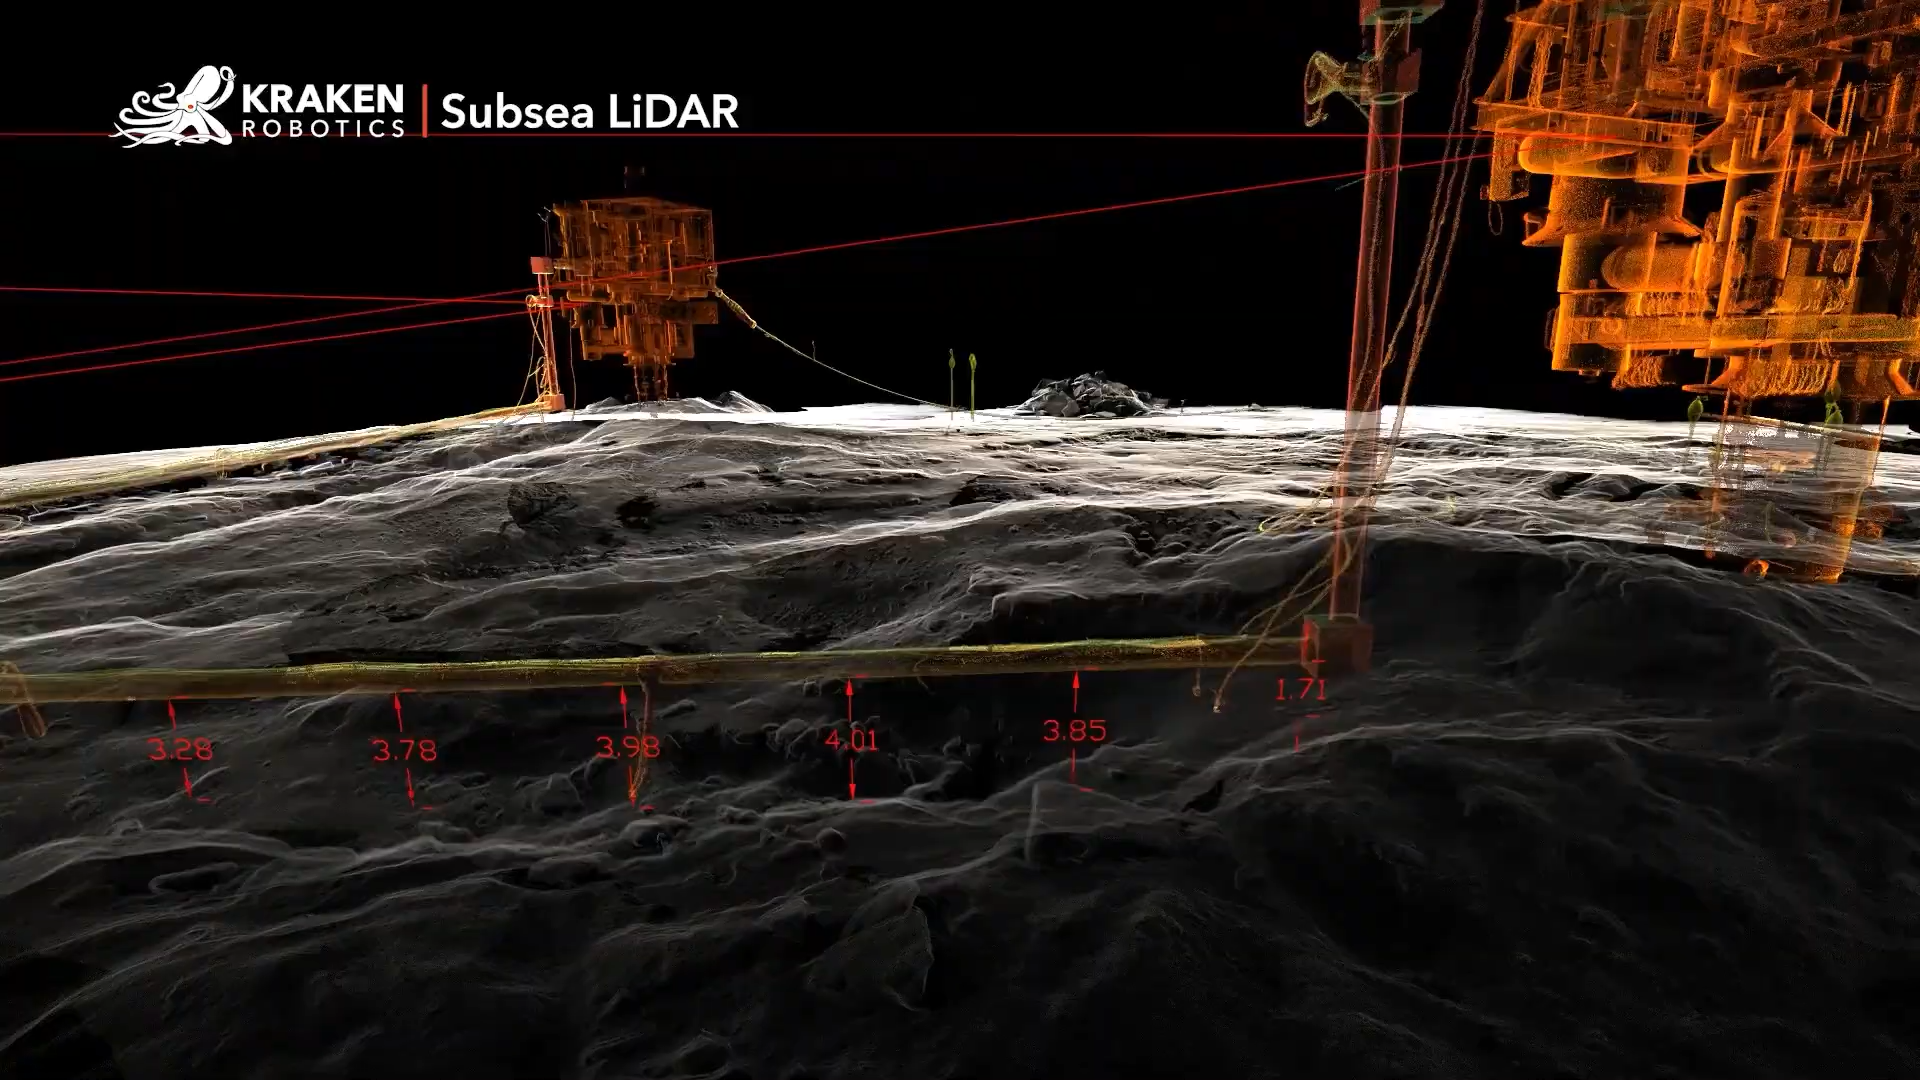 KRAKEN
ROBOTICS
Subsea LiDAR
1.71
3.28
3.78
3.98
4.01
3.85